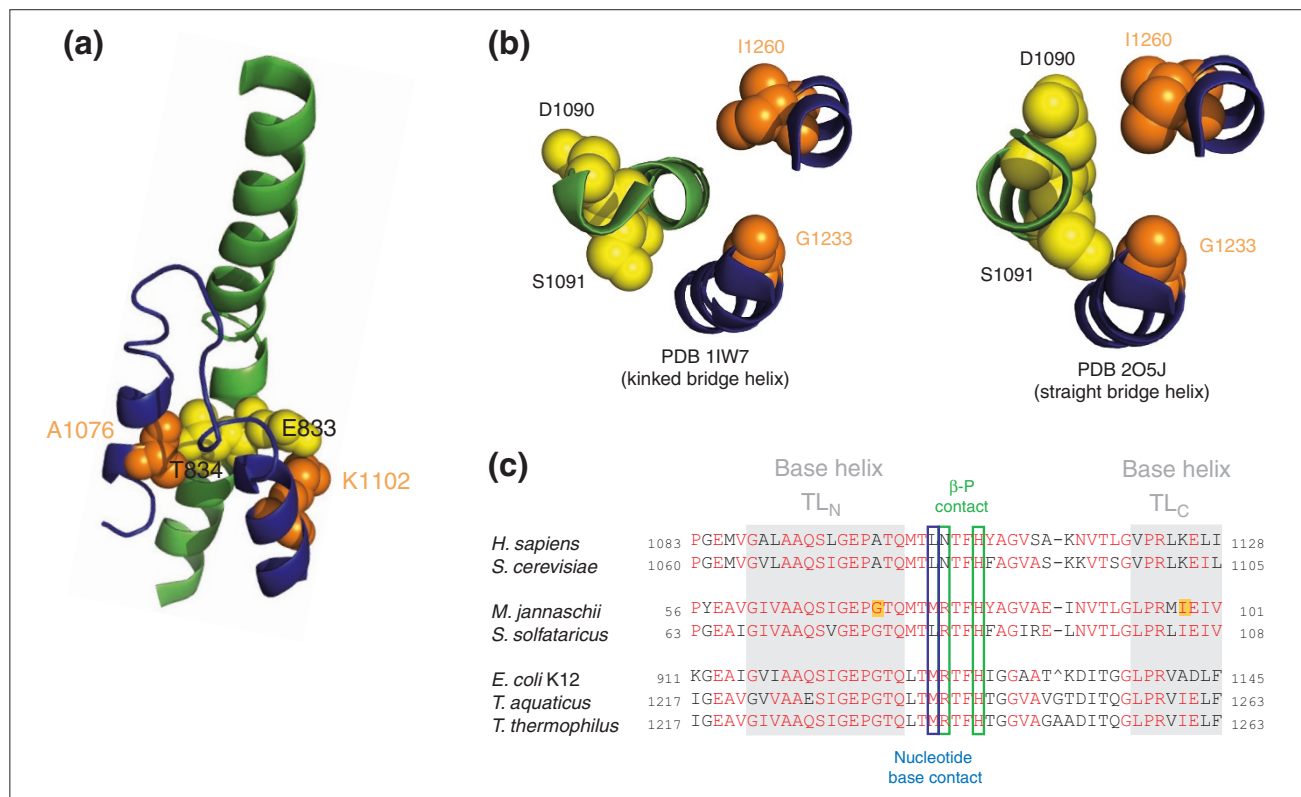 (a)
A1076
T834
E833
K1102
(b)
D1090
I1260
G1233
S1091
PDB 1IW7
(kinked bridge helix)
D1090
I1260
G1233
S1091
PDB 2O5J
(straight bridge helix)
(c)
Base helix
TLN
β-P
contact
Base helix
TLC
H. sapiens 1083 PGEMVGALAAQSLGEPATQMTLNTFHYAGVSA-KNVTLGVPRLKELI 1128
S. cerevisiae 1060 PGEMVGVLAAQSIGEPATQMTLNTFHFAGVAS-KKVTSGVPRLKEIL 1105
M. jannaschii 56 PYEAVGIVAAQSIGEPGTQMTMRTFHYAGVAE-INVTLGLPRMIEIV 101
S. solfataricus 63 PGEAIGIVAAQSVGEPGTQMTLRTFHFAGIRE-LNVTLGLPRLIEIV 108
E. coli K12 911 KGEAIGVIAAQSIGEPGTQLTMRTFHIGGAAT^KDITGGLPRVADLF 1145
T. aquaticus 1217 IGEAVGVVAAESIGEPGTQLTMRTFHTGGVAVGTDITQGLPRVIELF 1263
T. thermophilus 1217 IGEAVGIVAAQSIGEPGTQLTMRTFHTGGVAGAADITQGLPRVIELF 1263
Nucleotide
base contact